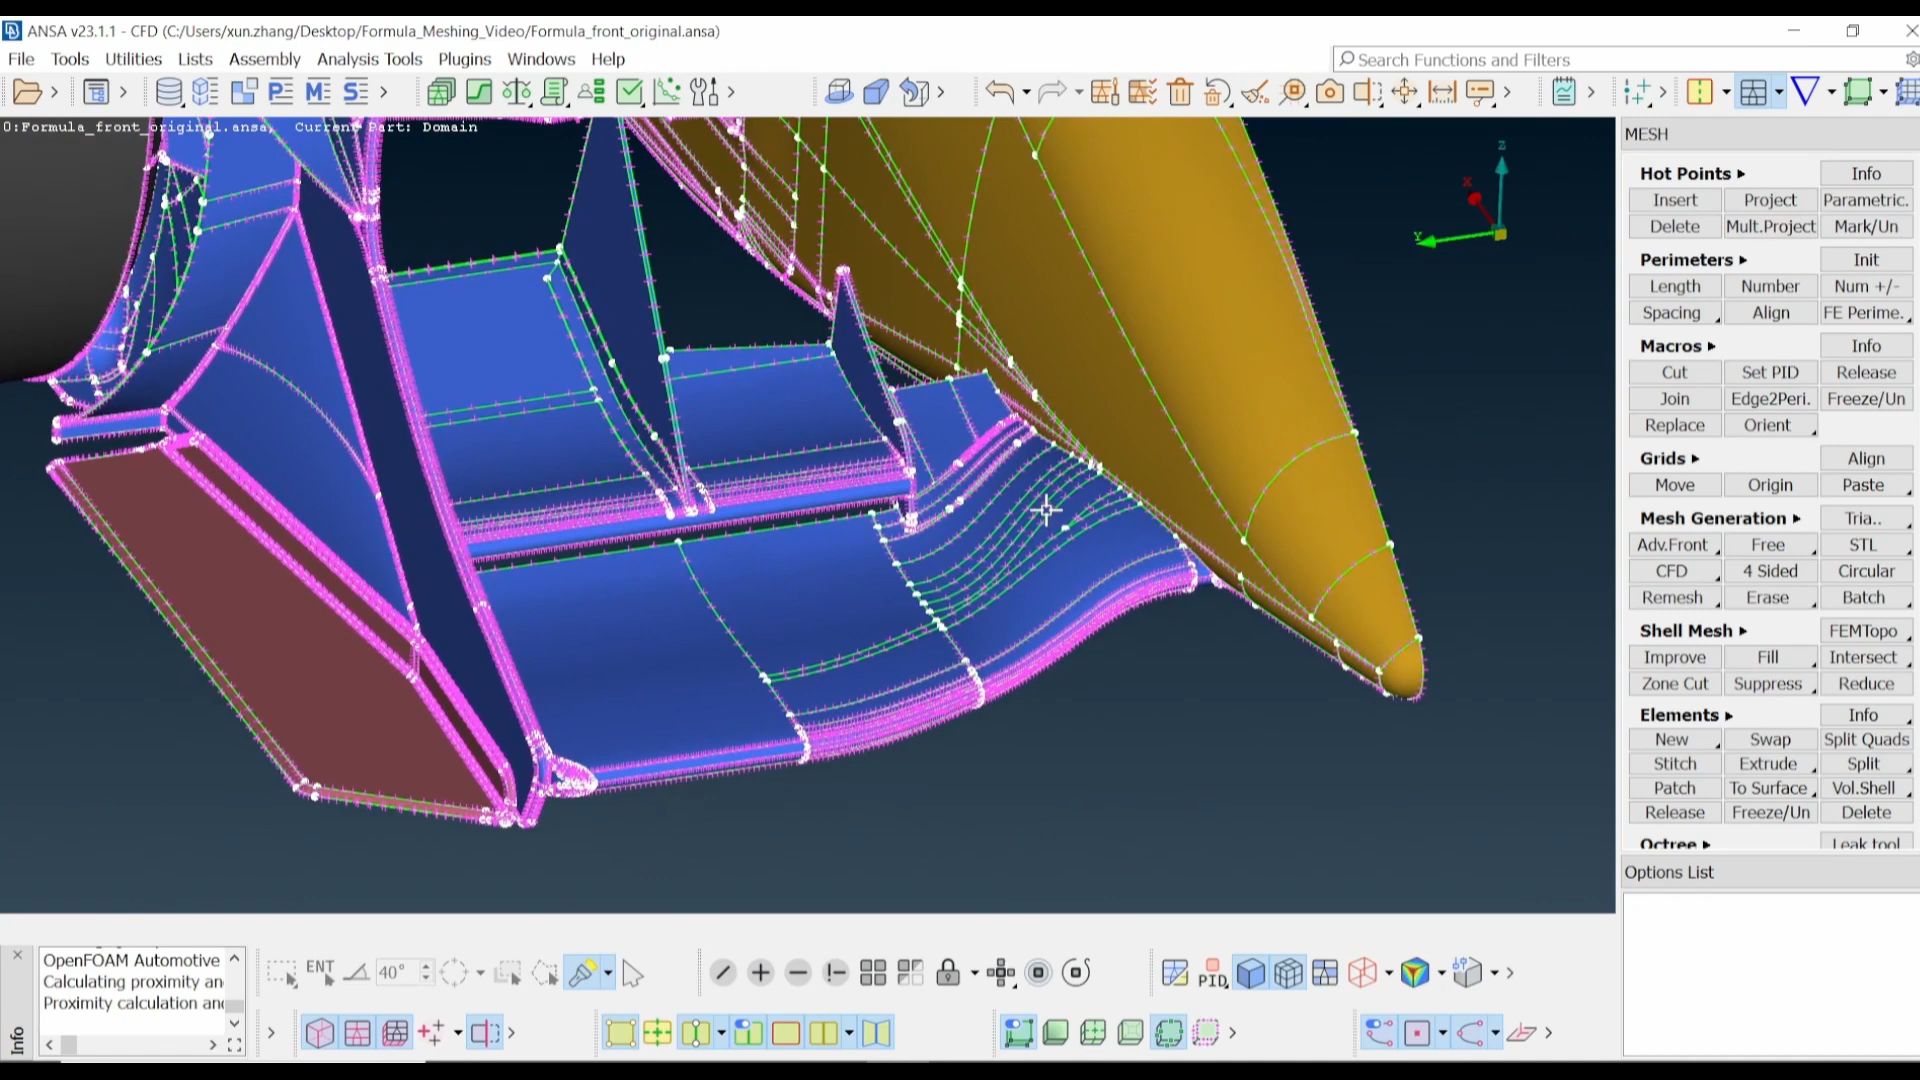 ANSA v23.1.1 - CFD (C:/Users/xun.zhang/Desktop/Formula_Meshing_Video/Formula_front_original.ansa)
File Tools Utilities Lists Assembly Analysis Tools Plugins Windows Help
Search Functions and Filters
0:Formula_front_original.ansa, Current Part: Domain
Z
X
Y
MESH
Hot Points Info
Insert Project Parametric.
Delete Mult.Project Mark/Un
Perimeters Init
Length Number Num +/-
Spacing Align FE Perime.
Macros Info
Cut Set PID Release
Join Edge2Peri. Freeze/Un
Replace Orient
Grids Align
Move Origin Paste
Mesh Generation Tria..
Adv.Front Free STL
CFD 4 Sided Circular
Remesh Erase Batch
Shell Mesh FEMTopo
Improve Fill Intersect
Zone Cut Suppress Reduce
Elements Info
New Swap Split Quads
Stitch Extrude Split
Patch To Surface Vol.Shell
Release Freeze/Un Delete
Octree Leak tool
Options List
Info
OpenFOAM Automotive
Calculating proximity an
Proximity calculation an
ENT 40°
PID